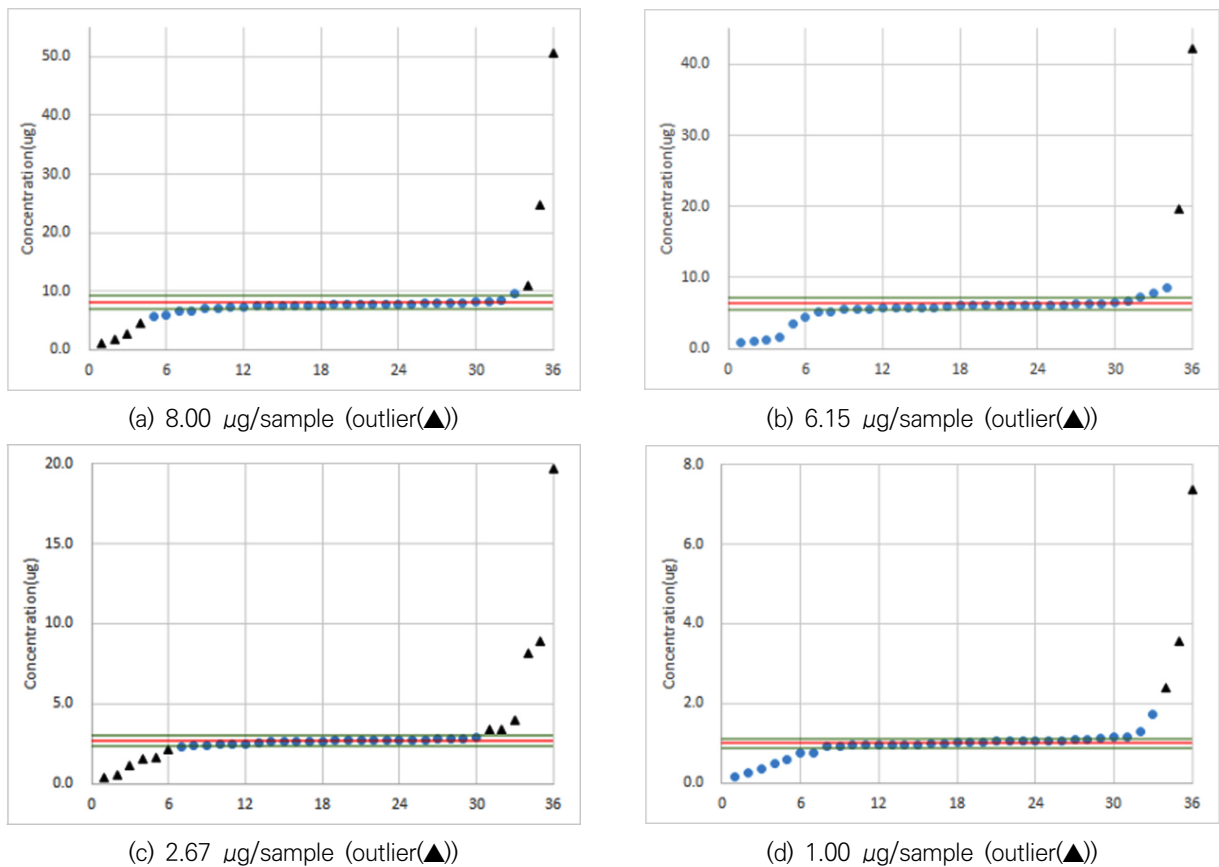 50.0
40.0
30.0
20.0
10.0
0.0
Concentration(ug)
0 6 12 18 24 30 36
(a) 8.00 μg/sample (outlier(▲))
40.0
30.0
20.0
10.0
0.0
Concentration(ug)
0 6 12 18 24 30 36
(b) 6.15 μg/sample (outlier(▲))
20.0
15.0
10.0
5.0
0.0
Concentration(ug)
0 6 12 18 24 30 36
(c) 2.67 μg/sample (outlier(▲))
8.0
6.0
4.0
2.0
0.0
Concentration(ug)
0 6 12 18 24 30 36
(d) 1.00 μg/sample (outlier(▲))